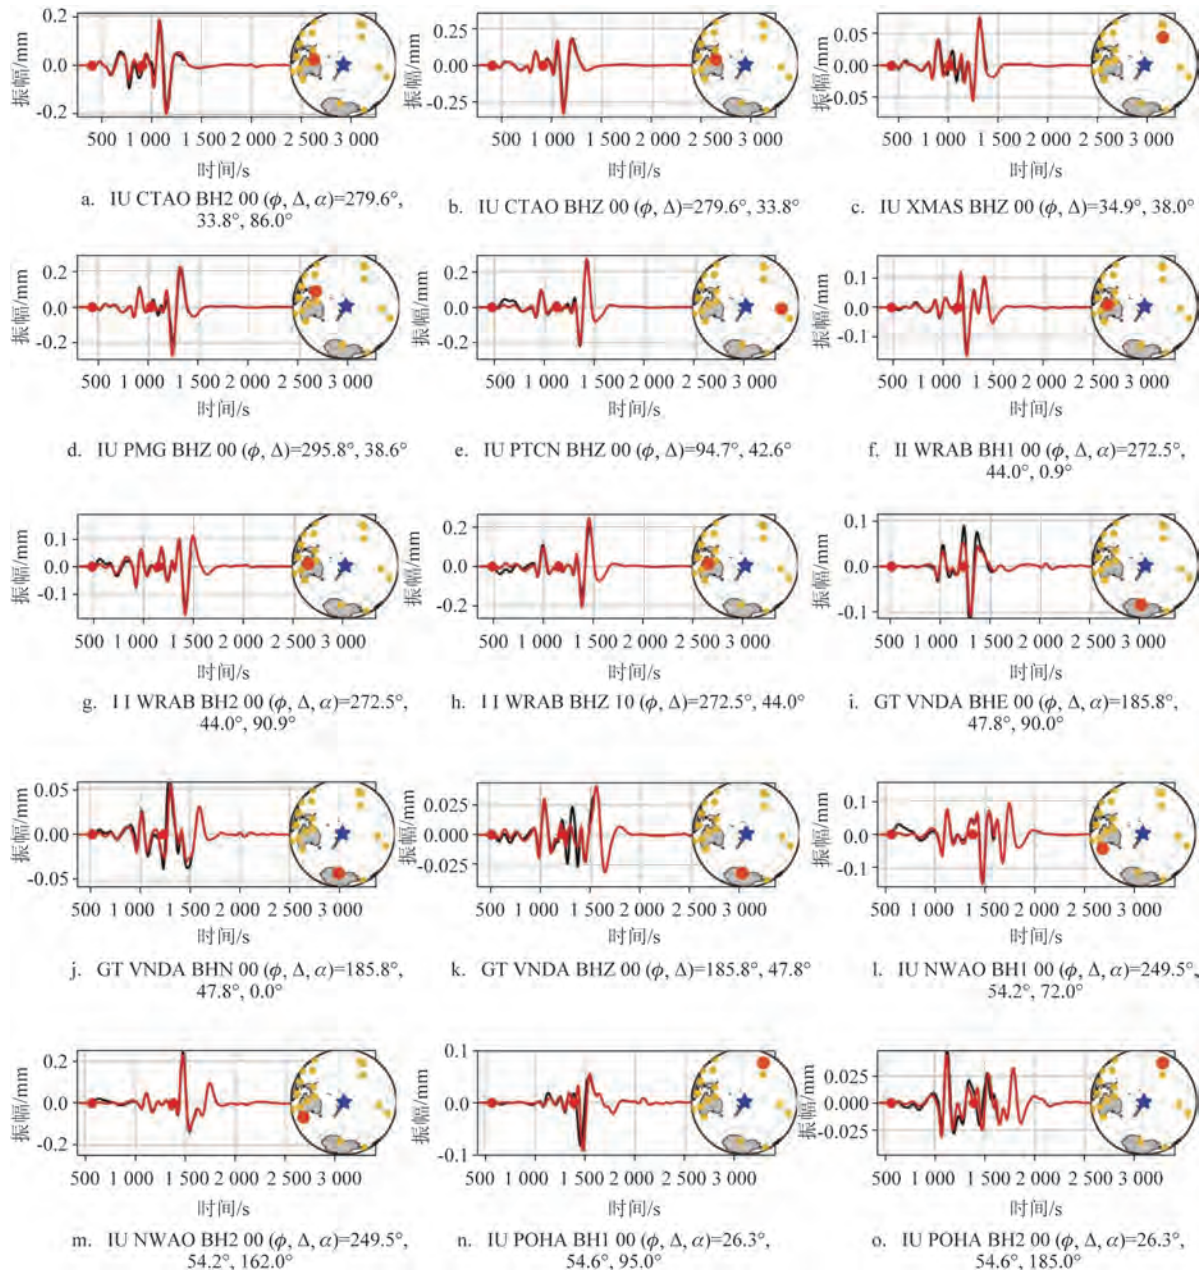 0.2
0.0
-0.2
振幅/mm
500 1 000 1 500 2 000 2 500 3 000
时间/s
a. IU CTAO BH2 00 (ϕ, Δ, α)=279.6°,
33.8°, 86.0°
0.25
0.0
-0.25
振幅/mm
500 1 000 1 500 2 000 2 500 3 000
时间/s
b. IU CTAO BHZ 00 (ϕ, Δ)=279.6°, 33.8°
0.05
0.00
-0.05
振幅/mm
500 1 000 1 500 2 000 2 500 3 000
时间/s
c. IU XMAS BHZ 00 (ϕ, Δ)=34.9°, 38.0°
0.2
0.0
-0.2
振幅/mm
500 1 000 1 500 2 000 2 500 3 000
时间/s
d. IU PMG BHZ 00 (ϕ, Δ)=295.8°, 38.6°
0.2
0.0
-0.2
振幅/mm
500 1 000 1 500 2 000 2 500 3 000
时间/s
e. IU PTCN BHZ 00 (ϕ, Δ)=94.7°, 42.6°
0.1
0.0
-0.1
振幅/mm
500 1 000 1 500 2 000 2 500 3 000
时间/s
f. II WRAB BH1 00 (ϕ, Δ, α)=272.5°,
44.0°, 0.9°
0.1
0.0
-0.1
振幅/mm
500 1 000 1 500 2 000 2 500 3 000
时间/s
g. I I WRAB BH2 00 (ϕ, Δ, α)=272.5°,
44.0°, 90.9°
0.2
0.0
-0.2
振幅/mm
500 1 000 1 500 2 000 2 500 3 000
时间/s
h. I I WRAB BHZ 10 (ϕ, Δ)=272.5°, 44.0°
0.1
0.0
-0.1
振幅/mm
500 1 000 1 500 2 000 2 500 3 000
时间/s
i. GT VNDA BHE 00 (ϕ, Δ, α)=185.8°,
47.8°, 90.0°
0.05
0.00
-0.05
振幅/mm
500 1 000 1 500 2 000 2 500 3 000
时间/s
j. GT VNDA BHN 00 (ϕ, Δ, α)=185.8°,
47.8°, 0.0°
0.025
0.000
-0.025
振幅/mm
500 1 000 1 500 2 000 2 500 3 000
时间/s
k. GT VNDA BHZ 00 (ϕ, Δ)=185.8°, 47.8°
0.1
0.0
-0.1
振幅/mm
500 1 000 1 500 2 000 2 500 3 000
时间/s
l. IU NWAO BH1 00 (ϕ, Δ, α)=249.5°,
54.2°, 72.0°
0.2
0.0
-0.2
振幅/mm
500 1 000 1 500 2 000 2 500 3 000
时间/s
m. IU NWAO BH2 00 (ϕ, Δ, α)=249.5°,
54.2°, 162.0°
0.1
0.0
-0.1
振幅/mm
500 1 000 1 500 2 000 2 500 3 000
时间/s
n. IU POHA BH1 00 (ϕ, Δ, α)=26.3°,
54.6°, 95.0°
0.025
0.000
-0.025
振幅/mm
500 1 000 1 500 2 000 2 500 3 000
时间/s
o. IU POHA BH2 00 (ϕ, Δ, α)=26.3°,
54.6°, 185.0°